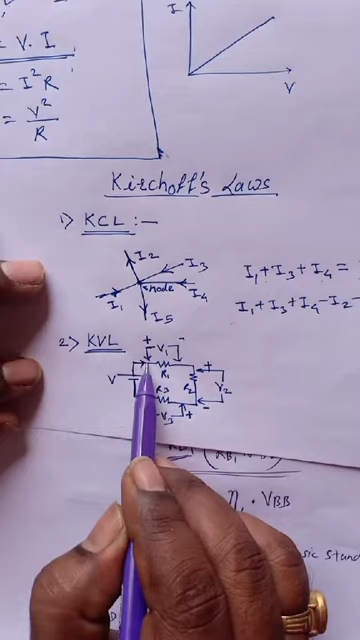 = V. I
= I²R
= V²/R
I
V
Kirchoff's Laws
1) KCL :-
I2
I3
Node
I4
I1
I5
I1 + I3 + I4 =
I1 + I3 + I4 - I2
2) KVL
+ V1 -
R1
V
R2
+
V2
-
R3
- V3 +
η . VBB